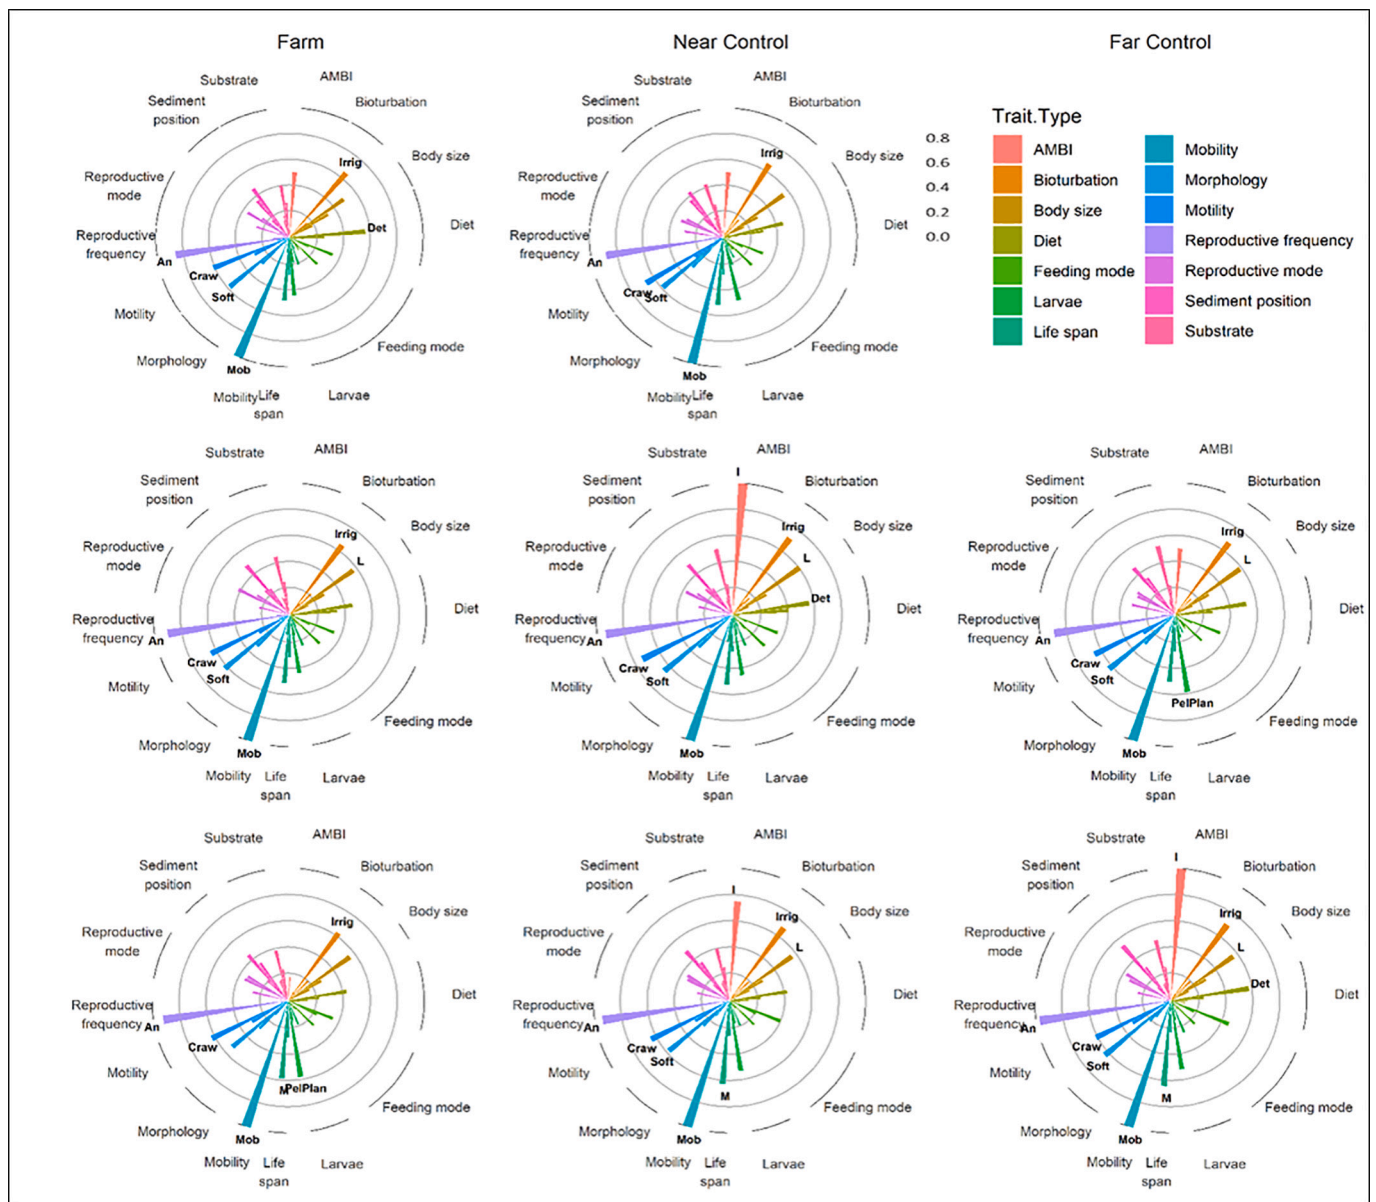 Farm
Near Control
Far Control
Substrate
AMBI
Sediment
position
Bioturbation
Irrig
Body size
Reproductive
mode
Det
Diet
Reproductive
frequency
An
Craw
Soft
Motility
Morphology
Mob
Feeding mode
Mobility
Life
span
Larvae
Substrate
AMBI
Sediment
position
Bioturbation
Irrig
Body size
Reproductive
mode
Diet
Reproductive
frequency
An
Craw
Soft
Motility
Morphology
Mob
Feeding mode
Mobility
Life
span
Larvae
0.8
0.6
0.4
0.2
0.0
Trait.Type
AMBI
Bioturbation
Body size
Diet
Feeding mode
Larvae
Life span
Mobility
Morphology
Motility
Reproductive frequency
Reproductive mode
Sediment position
Substrate
Substrate
AMBI
Sediment
position
Bioturbation
Irrig
Body size
L
Reproductive
mode
Diet
Reproductive
frequency
An
Craw
Soft
Motility
Morphology
Mob
Feeding mode
Mobility
Life
span
Larvae
Substrate
AMBI
I
Sediment
position
Bioturbation
Irrig
Body size
L
Reproductive
mode
Det
Diet
Reproductive
frequency
An
Craw
Soft
Motility
Morphology
Mob
Feeding mode
Mobility
Life
span
Larvae
Substrate
AMBI
Sediment
position
Bioturbation
Irrig
Body size
L
Reproductive
mode
Diet
Reproductive
frequency
An
Craw
Soft
Motility
PelPlan
Morphology
Mob
Feeding mode
Mobility
Life
span
Larvae
Substrate
AMBI
Sediment
position
Bioturbation
Irrig
Body size
Reproductive
mode
Diet
Reproductive
frequency
An
Craw
Motility
M
PelPlan
Morphology
Mob
Feeding mode
Mobility
Life
span
Larvae
Substrate
AMBI
I
Sediment
position
Bioturbation
Irrig
Body size
L
Reproductive
mode
Diet
Reproductive
frequency
An
Craw
Soft
Motility
M
Morphology
Mob
Feeding mode
Mobility
Life
span
Larvae
Substrate
AMBI
I
Sediment
position
Bioturbation
Irrig
Body size
L
Reproductive
mode
Det
Diet
Reproductive
frequency
An
Craw
Soft
Motility
M
Morphology
Mob
Feeding mode
Mobility
Life
span
Larvae